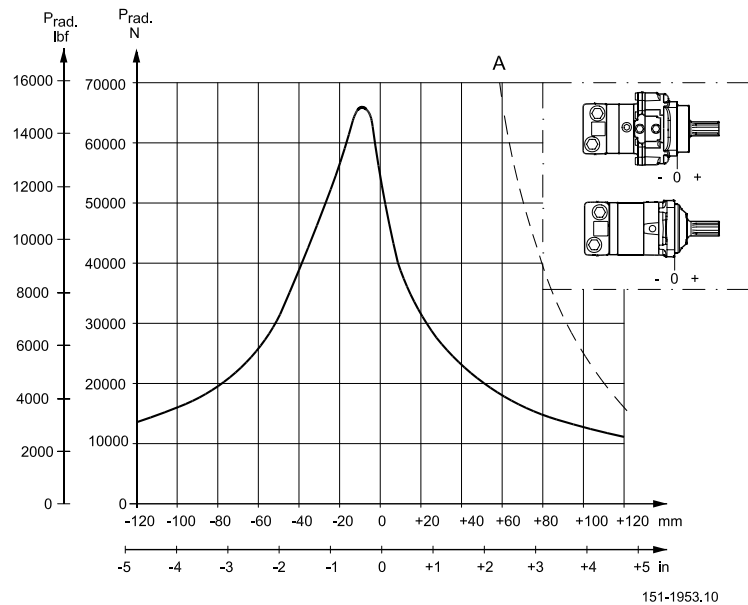 Prad. Prad.
lbf N
A
16000 70000
14000 60000
12000 50000
10000 40000
8000 30000
6000 20000
4000 10000
2000
0 0
- 0 +
- 0 +
-120 -100 -80 -60 -40 -20 0 +20 +40 +60 +80 +100 +120 mm
-5 -4 -3 -2 -1 0 +1 +2 +3 +4 +5 in
151-1953.10